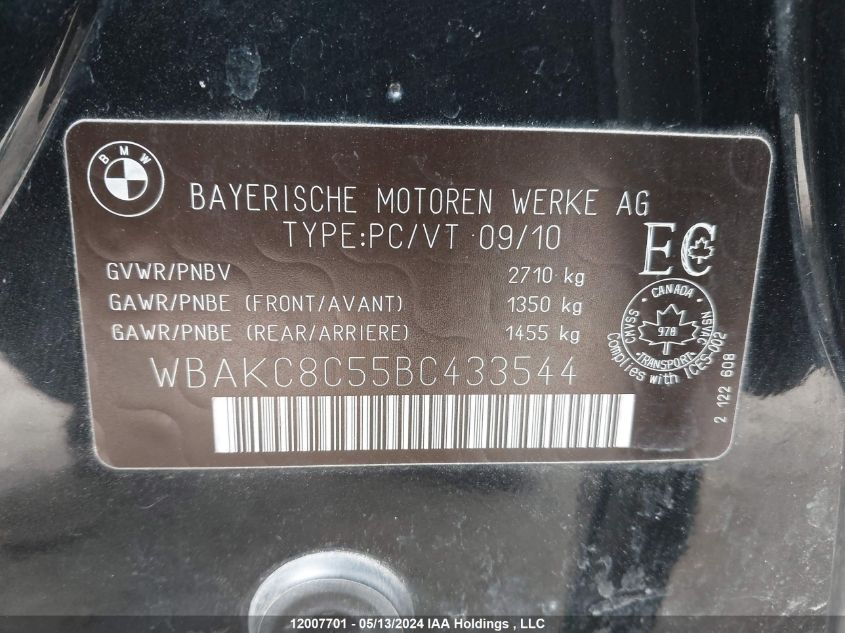 BMW
BAYERISCHE MOTOREN WERKE AG
TYPE:PC/VT 09/10
EC
GVWR/PNBV 2710 kg
GAWR/PNBE (FRONT/AVANT) 1350 kg
GAWR/PNBE (REAR/ARRIERE) 1455 kg
CANADA
CMVSS NSVAC
978
TRANSPORT
Complies with ICES-002
2 122 608
WBAKC8C55BC433544
12007701 - 05/13/2024 IAA Holdings , LLC